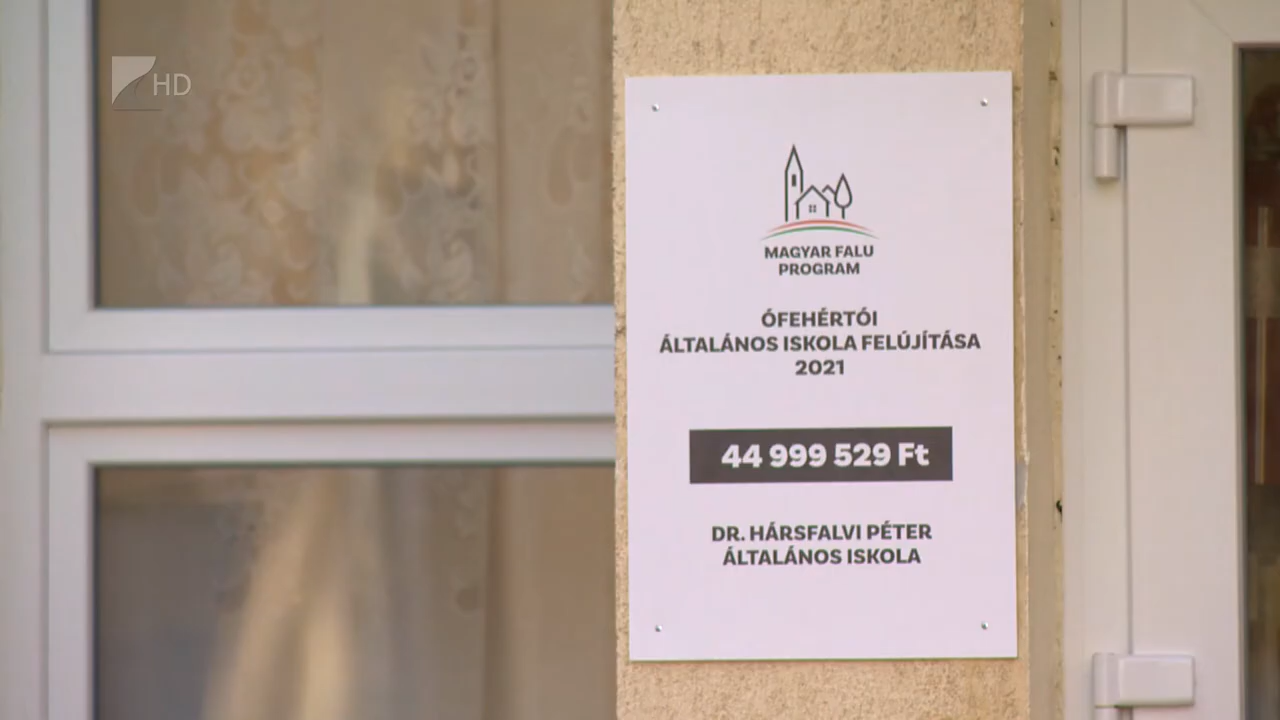 HD
MAGYAR FALU
PROGRAM
ÓFEHÉRTÓI
ÁLTALÁNOS ISKOLA FELÚJÍTÁSA
2021
44 999 529 Ft
DR. HÁRSFALVI PÉTER
ÁLTALÁNOS ISKOLA